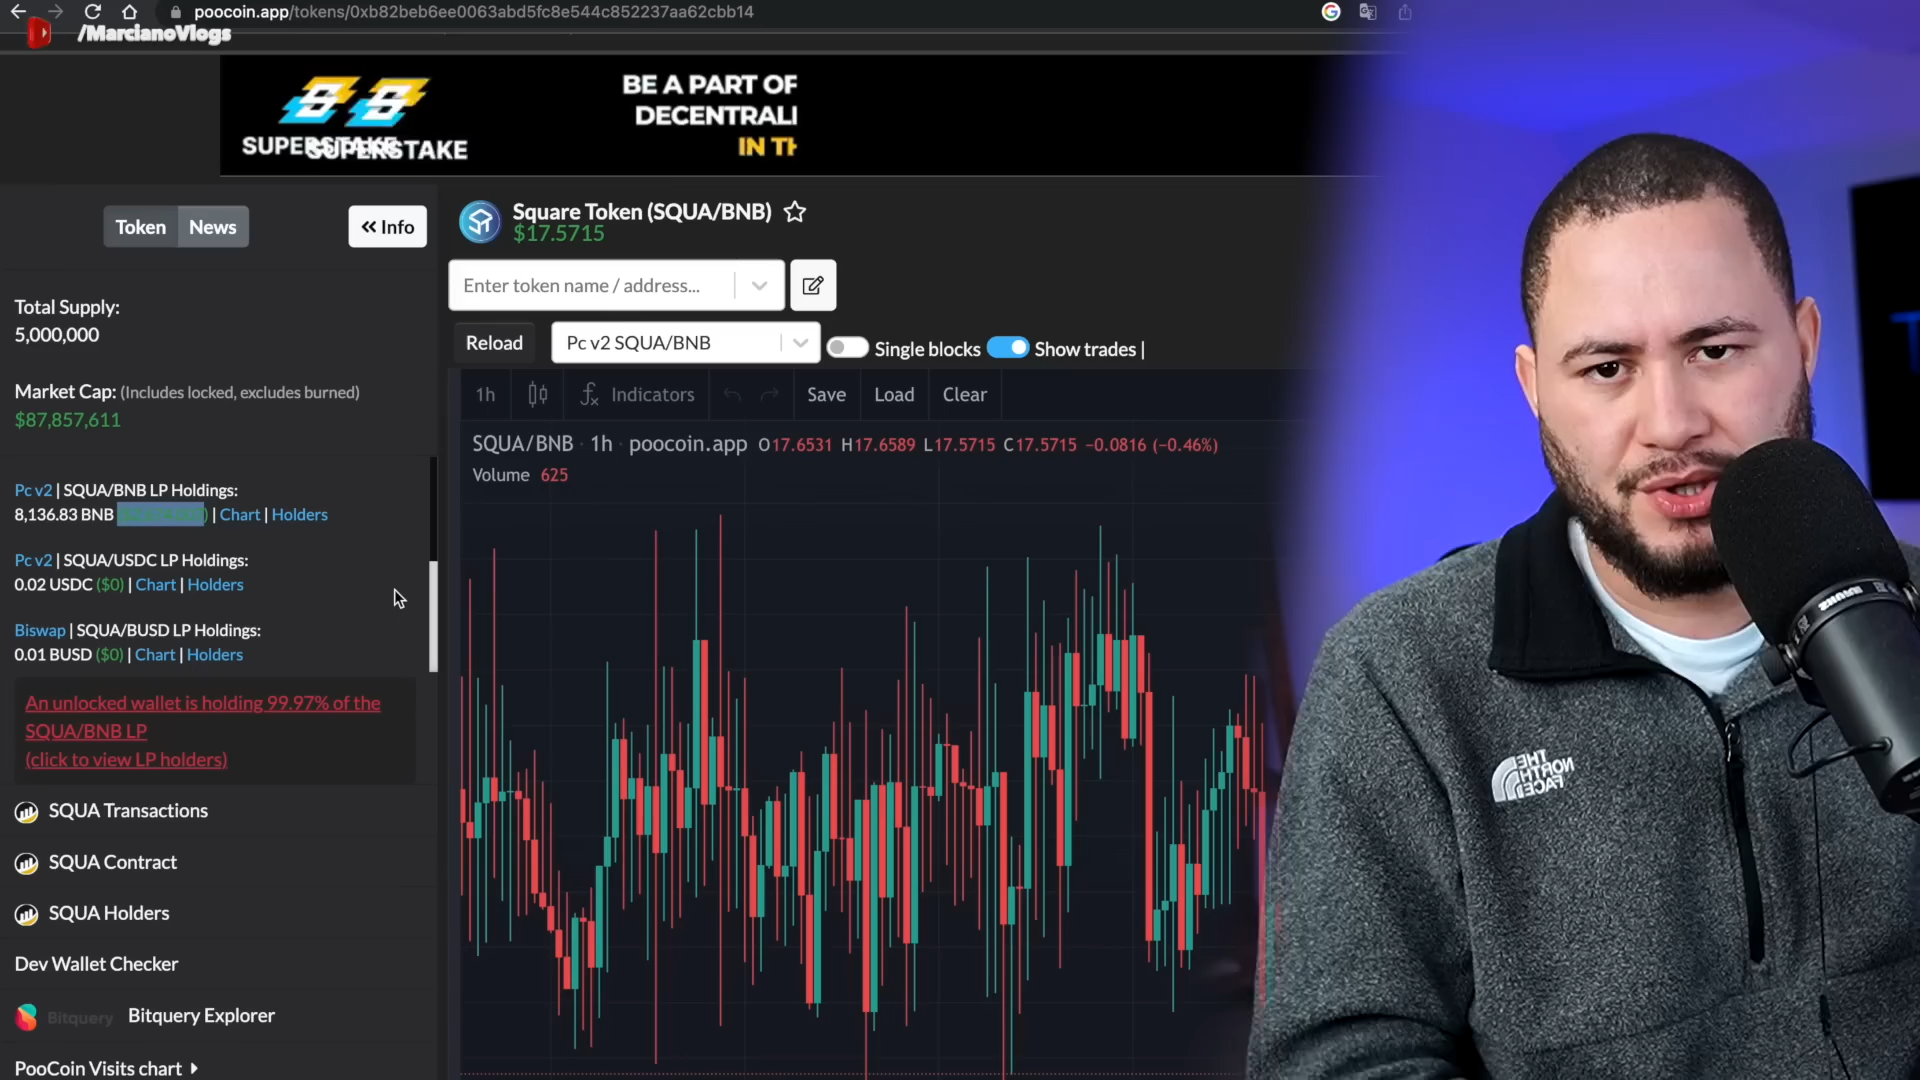 poocoin.app/tokens/0xb82beb6ee0063abd5fc8e544c852237aa62cbb14
/MarcianoVlogs
SUPERSTAKE
BE A PART OF
DECENTRALI
IN TH
Token News
« Info
Total Supply:
5,000,000
Market Cap: (Includes locked, excludes burned)
$87,857,611
Pc v2 | SQUA/BNB LP Holdings:
8,136.83 BNB | Chart | Holders
Pc v2 | SQUA/USDC LP Holdings:
0.02 USDC ($0) | Chart | Holders
Biswap | SQUA/BUSD LP Holdings:
0.01 BUSD ($0) | Chart | Holders
An unlocked wallet is holding 99.97% of the
SQUA/BNB LP
(click to view LP holders)
SQUA Transactions
SQUA Contract
SQUA Holders
Dev Wallet Checker
Bitquery Bitquery Explorer
PooCoin Visits chart
Square Token (SQUA/BNB)
$17.5715
Enter token name / address...
Reload Pc v2 SQUA/BNB Single blocks Show trades |
1h Indicators Save Load Clear
SQUA/BNB · 1h · poocoin.app O17.6531 H17.6589 L17.5715 C17.5715 −0.0816 (−0.46%)
Volume 625
THE
NORTH
FACE
SHURE